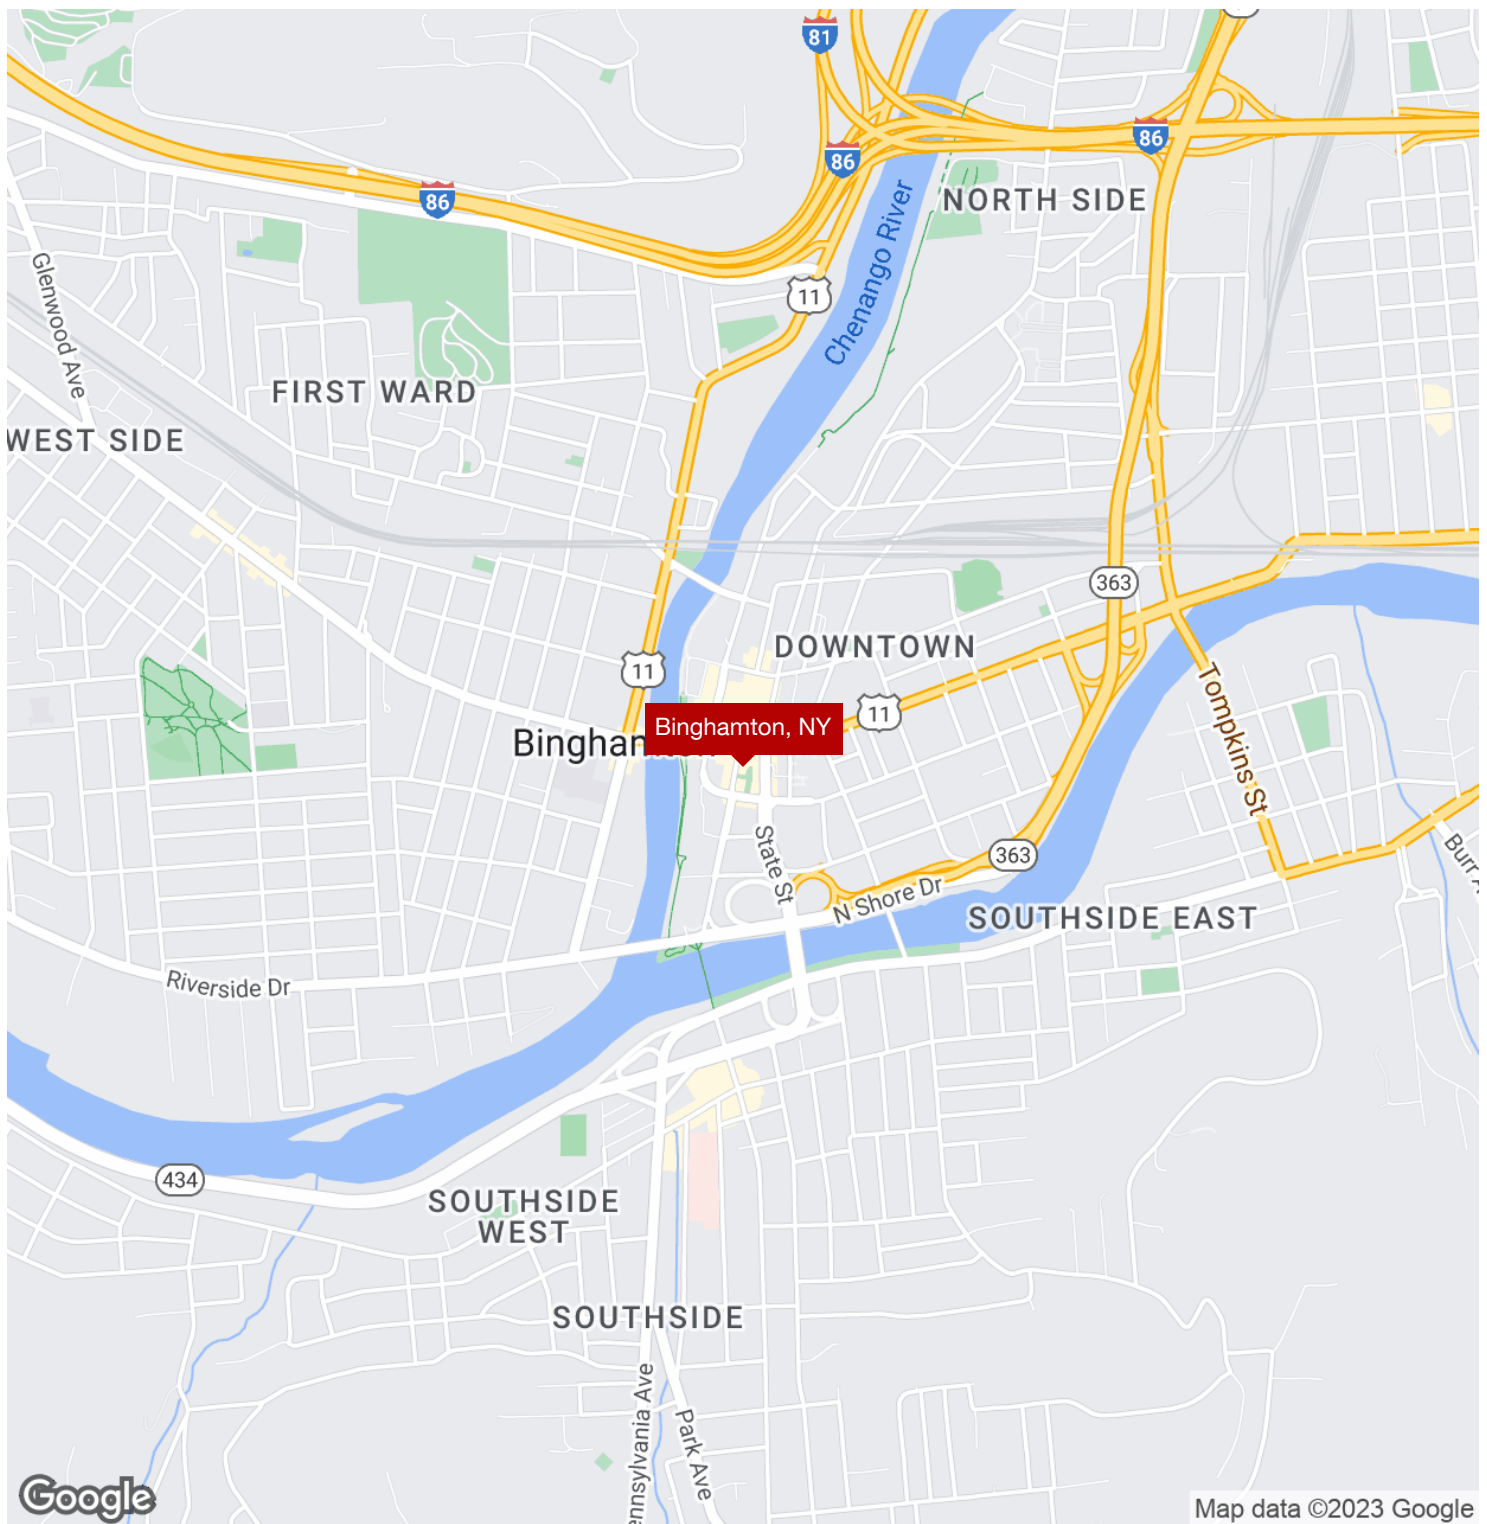 81
86
86
86
NORTH SIDE
Chenango River
11
Glenwood Ave
FIRST WARD
WEST SIDE
363
DOWNTOWN
11
11
Binghamton, NY
Tompkins St
State St
363
N Shore Dr
SOUTHSIDE EAST
Riverside Dr
434
SOUTHSIDE
WEST
SOUTHSIDE
Park Ave
Google
Map data ©2023 Google